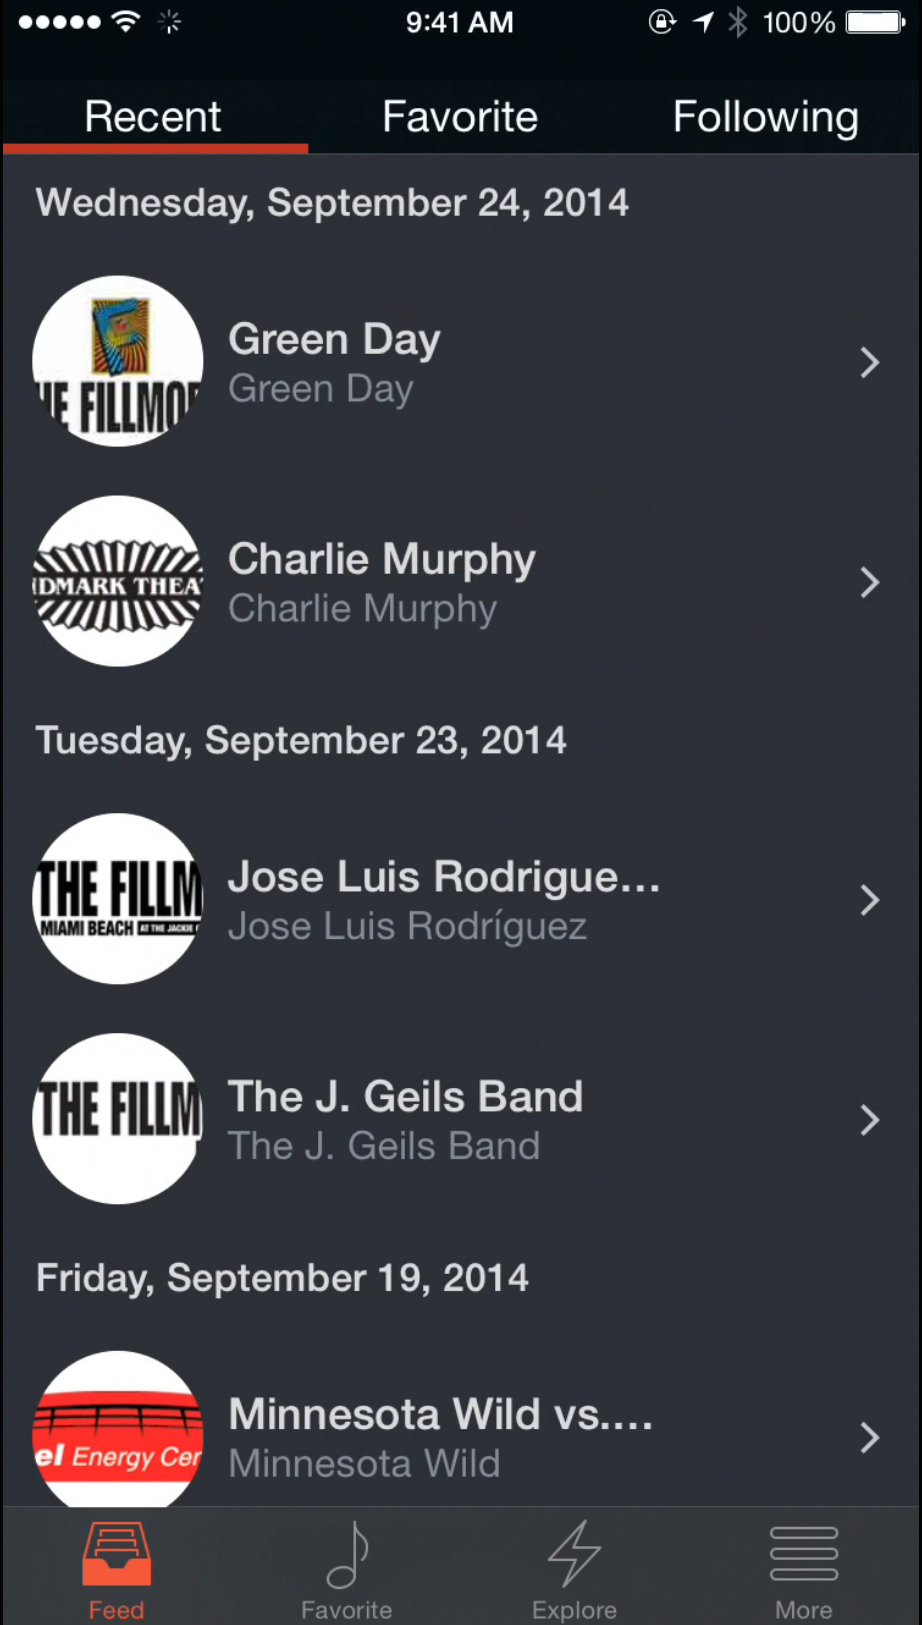 9:41 AM
100%
Recent
Favorite
Following
Wednesday, September 24, 2014
HE FILLMOR
Green Day
Green Day
DMARK THEA
Charlie Murphy
Charlie Murphy
Tuesday, September 23, 2014
THE FILLM
MIAMI BEACH AT THE JACKIE
Jose Luis Rodrigue...
Jose Luis Rodríguez
THE FILLM
The J. Geils Band
The J. Geils Band
Friday, September 19, 2014
el Energy Cen
Minnesota Wild vs....
Minnesota Wild
Feed
Favorite
Explore
More